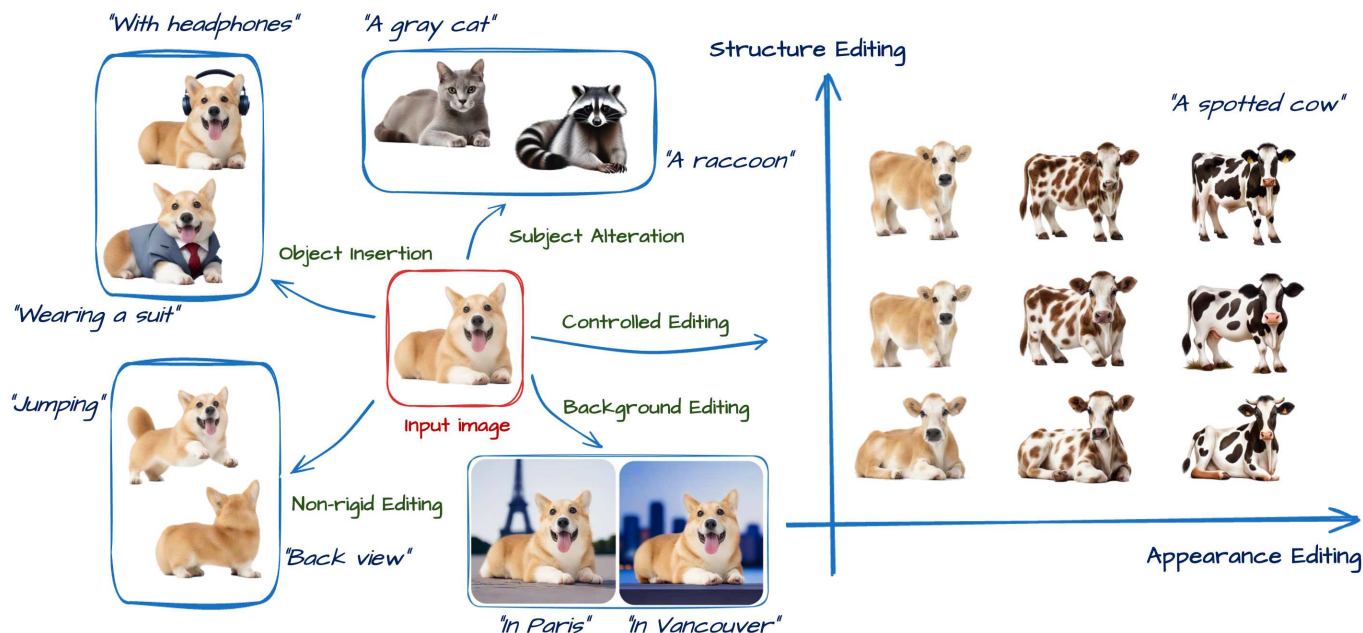 "With headphones"
"A gray cat"
Structure Editing
"A spotted cow"
"A raccoon"
Subject Alteration
Object Insertion
"Wearing a suit"
Controlled Editing
"Jumping"
Background Editing
Input image
Non-rigid Editing
"Back view"
Appearance Editing
"In Paris"
"In Vancouver"